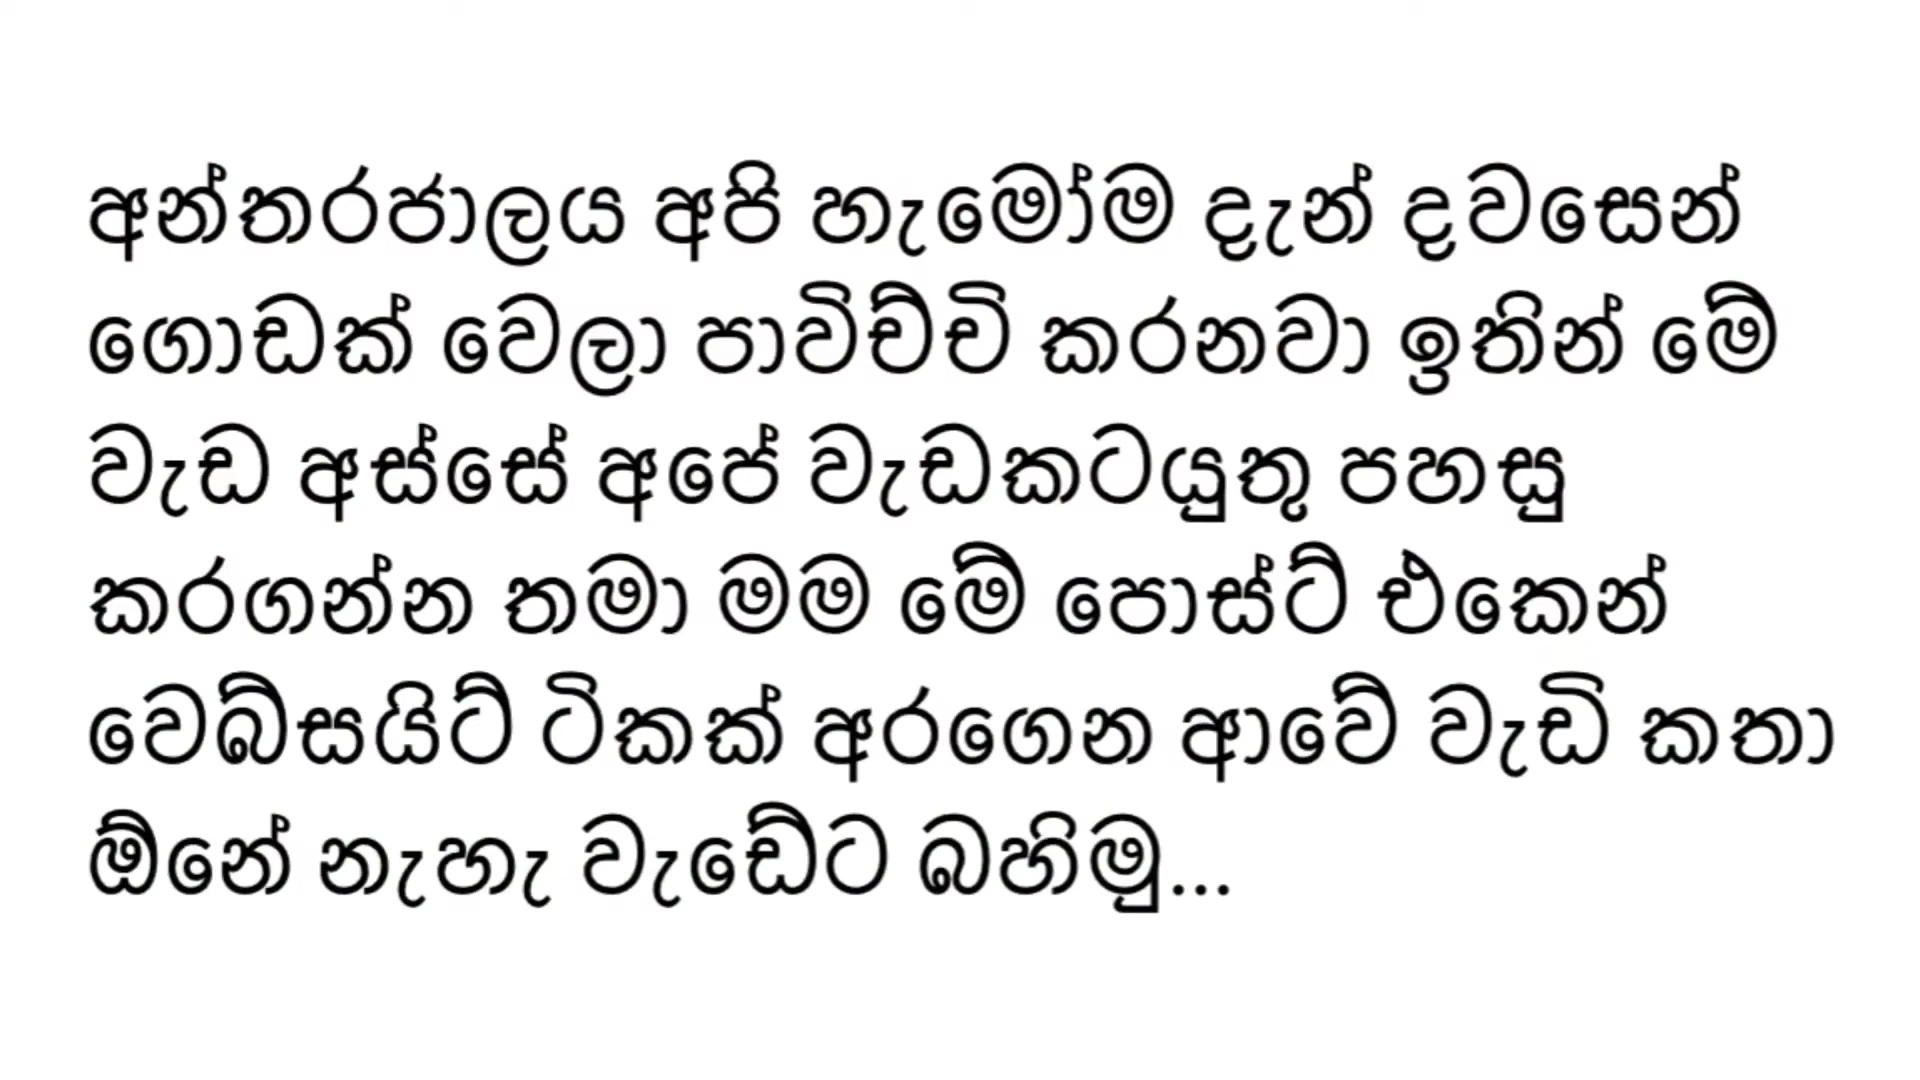 අන්තරජාලය අපි හැමෝම දැන් දවසෙන්
ගොඩක් වෙලා පාවිච්චි කරනවා ඉතින් මේ
වැඩ අස්සේ අපේ වැඩකටයුතු පහසු
කරගන්න තමා මම මේ පොස්ට් එකෙන්
වෙබ්සයිට් ටිකක් අරගෙන ආවේ වැඩි කතා
ඕනේ නැහැ වැඩේට බහිමු...